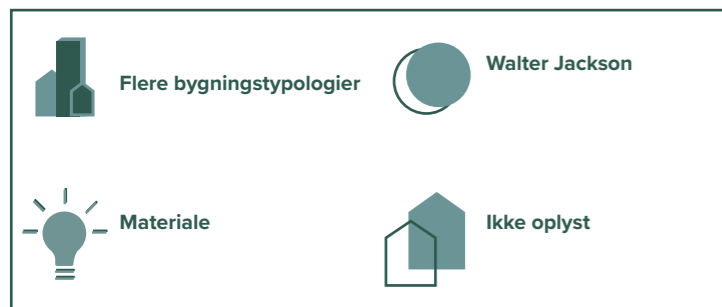 Flere bygningstypologier
Walter Jackson
Materiale
Ikke oplyst